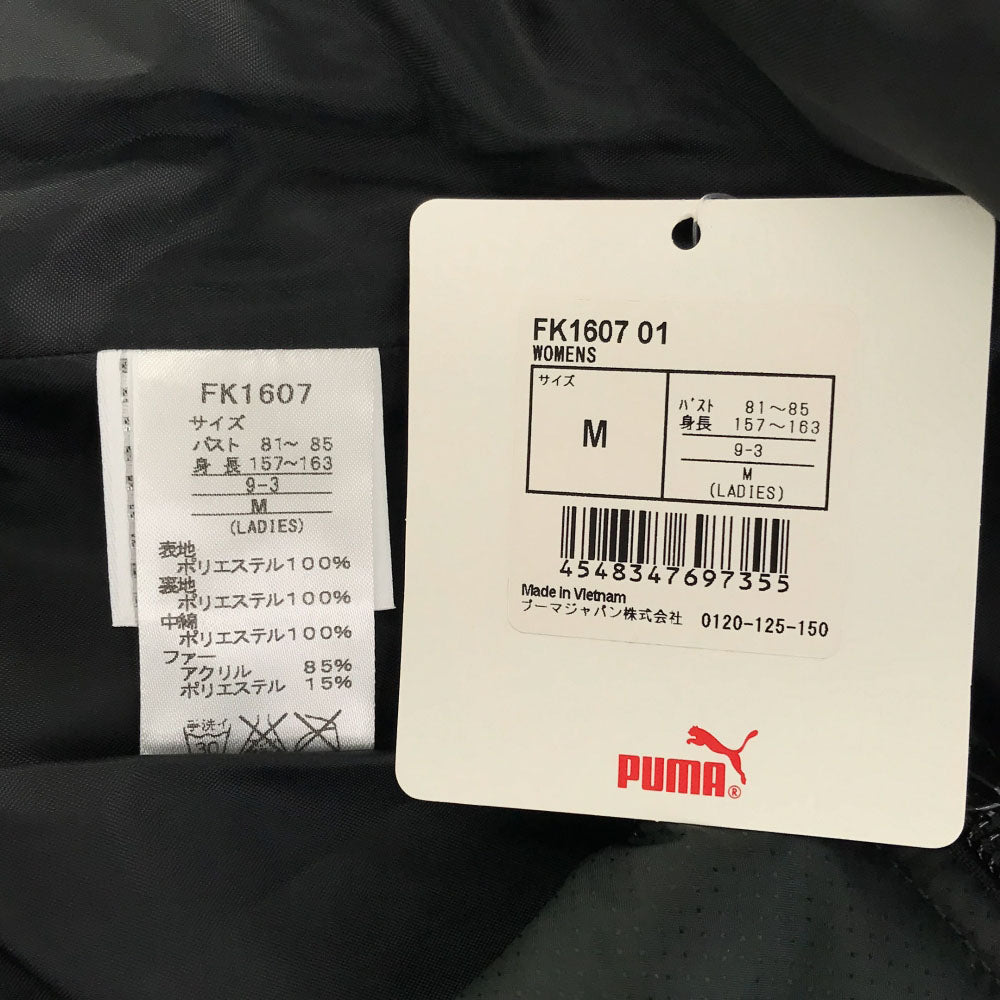 FK1607
サイズ
バスト 81～ 85
身 長 157～163
9-3
M
(LADIES)
表地
ポリエステル100%
裏地
ポリエステル100%
中綿
ポリエステル100%
ファー
アクリル 85%
ポリエステル 15%
手洗イ
30
FK1607 01
WOMENS
サイズ
M
バスト 81～85
身長 157～163
9-3
M
(LADIES)
4548347697355
Made in Vietnam
プーマジャパン株式会社 0120-125-150
PUMA®